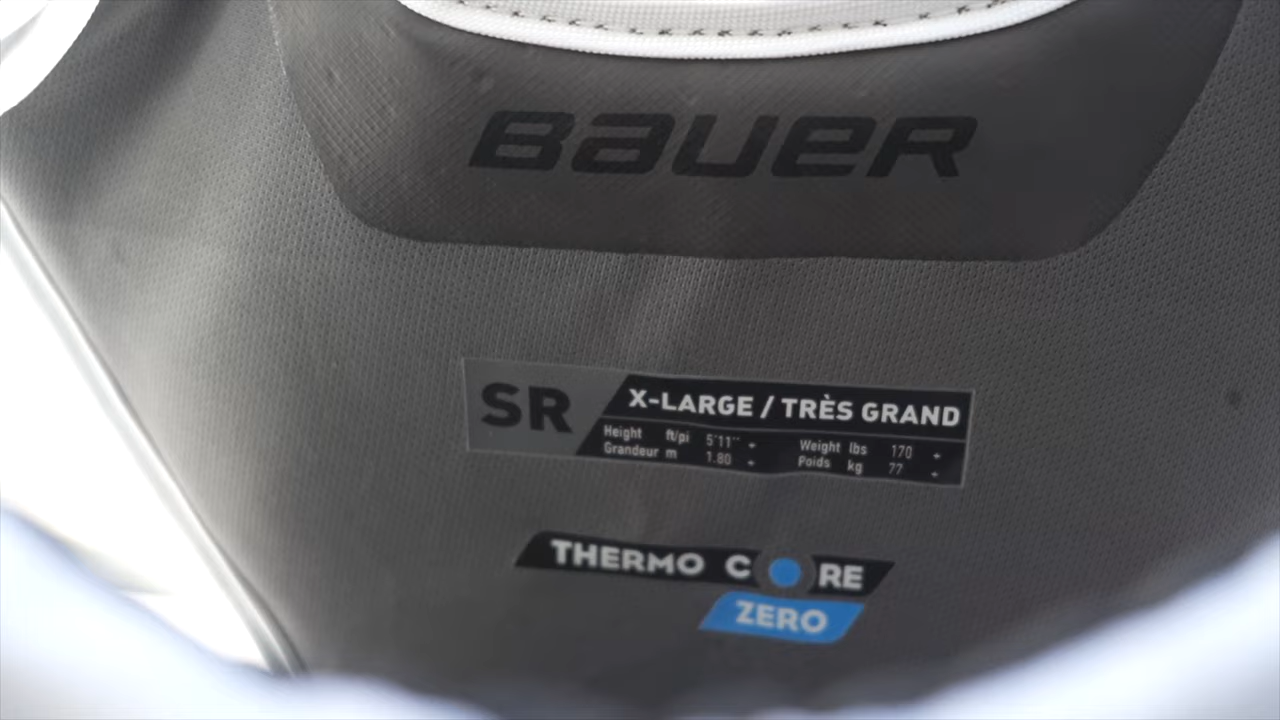 BAUER
SR X-LARGE / TRÈS GRAND
Height ft/pi 5'11'' + Weight lbs 170 +
Grandeur m 1.80 + Poids kg 77 +
THERMO CORE
ZERO